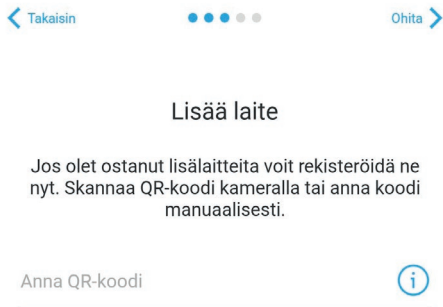 Takaisin
Ohita
Lisää laite
Jos olet ostanut lisälaitteita voit rekisteröidä ne
nyt. Skannaa QR-koodi kameralla tai anna koodi
manuaalisesti.
Anna QR-koodi
i